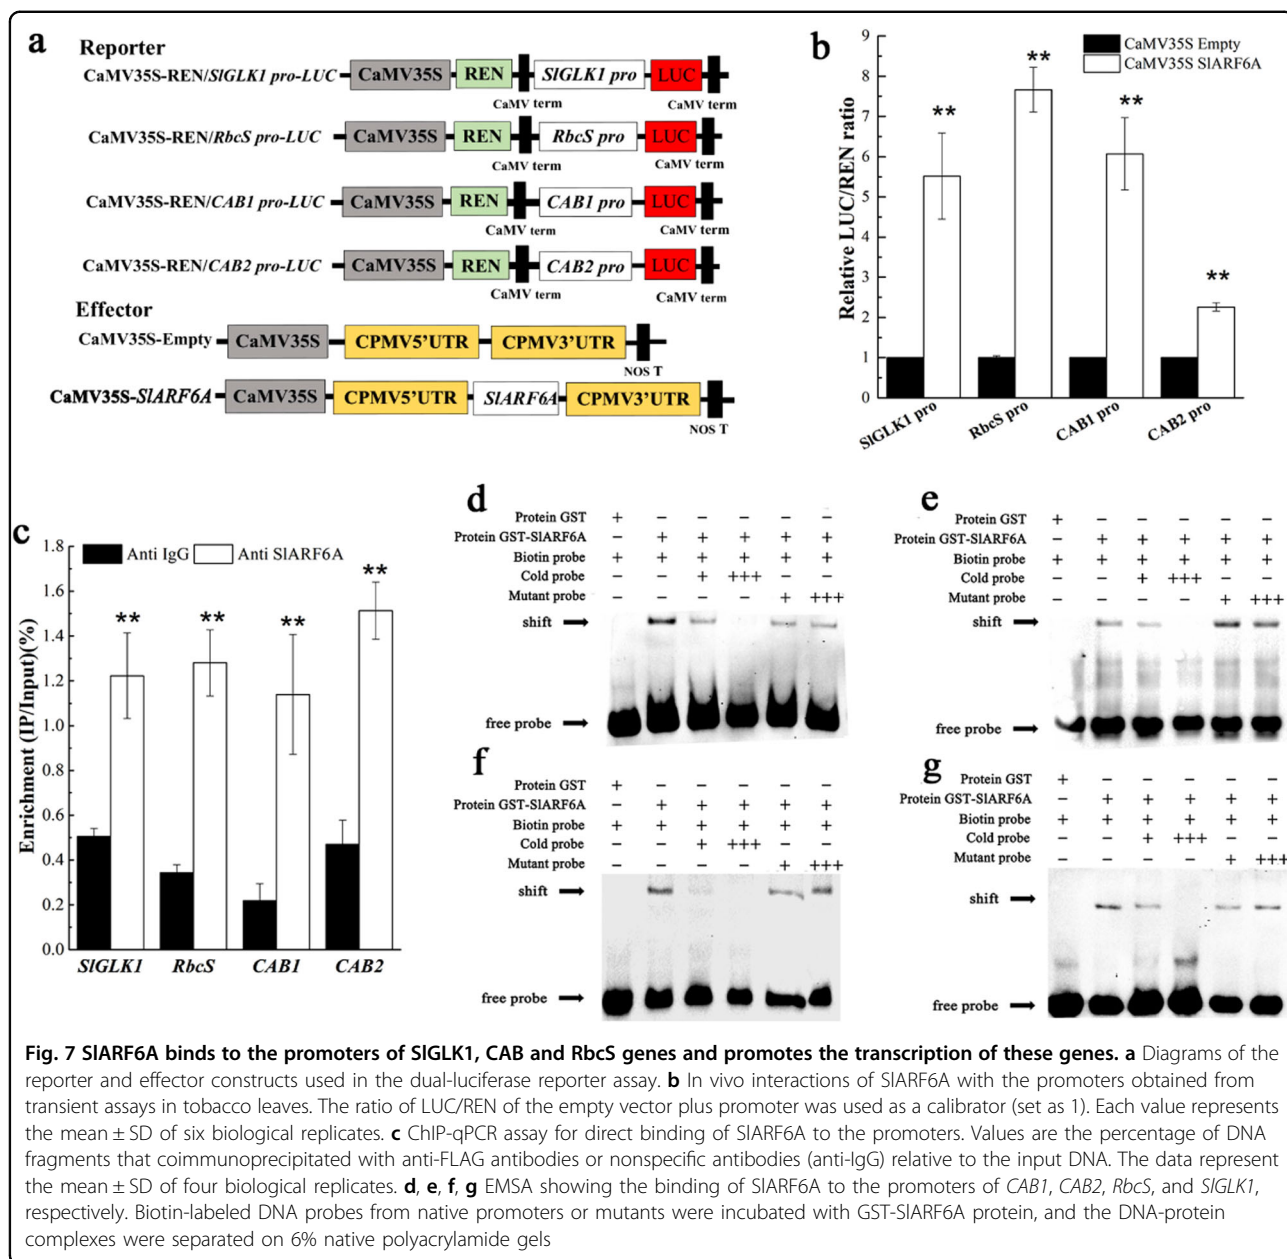 a
Reporter
CaMV35S-REN/SlGLK1 pro-LUC CaMV35S REN SlGLK1 pro LUC
CaMV term CaMV term
CaMV35S-REN/RbcS pro-LUC CaMV35S REN RbcS pro LUC
CaMV term CaMV term
CaMV35S-REN/CAB1 pro-LUC CaMV35S REN CAB1 pro LUC
CaMV term CaMV term
CaMV35S-REN/CAB2 pro-LUC CaMV35S REN CAB2 pro LUC
CaMV term CaMV term
Effector
CaMV35S-Empty CaMV35S CPMV5'UTR CPMV3'UTR
NOS T
CaMV35S-SlARF6A CaMV35S CPMV5'UTR SlARF6A CPMV3'UTR
NOS T
b
Relative LUC/REN ratio
9
8
7
6
5
4
3
2
1
0
CaMV35S Empty
CaMV35S SlARF6A
** ** ** **
SlGLK1 pro RbcS pro CAB1 pro CAB2 pro
c
Enrichment (IP/Input)(%)
1.8
1.6
1.4
1.2
1.0
0.8
0.6
0.4
0.2
0.0
Anti IgG Anti SlARF6A
** ** ** **
SlGLK1 RbcS CAB1 CAB2
d
Protein GST + − − − − −
Protein GST-SlARF6A − + + + + +
Biotin probe + + + + + +
Cold probe − − + +++ − −
Mutant probe − − − − + +++
shift
free probe
e
Protein GST + − − − − −
Protein GST-SlARF6A − + + + + +
Biotin probe + + + + + +
Cold probe − − + +++ − −
Mutant probe − − − − + +++
shift
free probe
f
Protein GST + − − − − −
Protein GST-SlARF6A − + + + + +
Biotin probe + + + + + +
Cold probe − − + +++ − −
Mutant probe − − − − + +++
shift
free probe
g
Protein GST + − − − − −
Protein GST-SlARF6A − + + + + +
Biotin probe + + + + + +
Cold probe − − + +++ − −
Mutant probe − − − − + +++
shift
free probe
Fig. 7 SlARF6A binds to the promoters of SlGLK1, CAB and RbcS genes and promotes the transcription of these genes. a Diagrams of the
reporter and effector constructs used in the dual-luciferase reporter assay. b In vivo interactions of SlARF6A with the promoters obtained from
transient assays in tobacco leaves. The ratio of LUC/REN of the empty vector plus promoter was used as a calibrator (set as 1). Each value represents
the mean ± SD of six biological replicates. c ChIP-qPCR assay for direct binding of SlARF6A to the promoters. Values are the percentage of DNA
fragments that coimmunoprecipitated with anti-FLAG antibodies or nonspecific antibodies (anti-IgG) relative to the input DNA. The data represent
the mean ± SD of four biological replicates. d, e, f, g EMSA showing the binding of SlARF6A to the promoters of CAB1, CAB2, RbcS, and SlGLK1,
respectively. Biotin-labeled DNA probes from native promoters or mutants were incubated with GST-SlARF6A protein, and the DNA-protein
complexes were separated on 6% native polyacrylamide gels